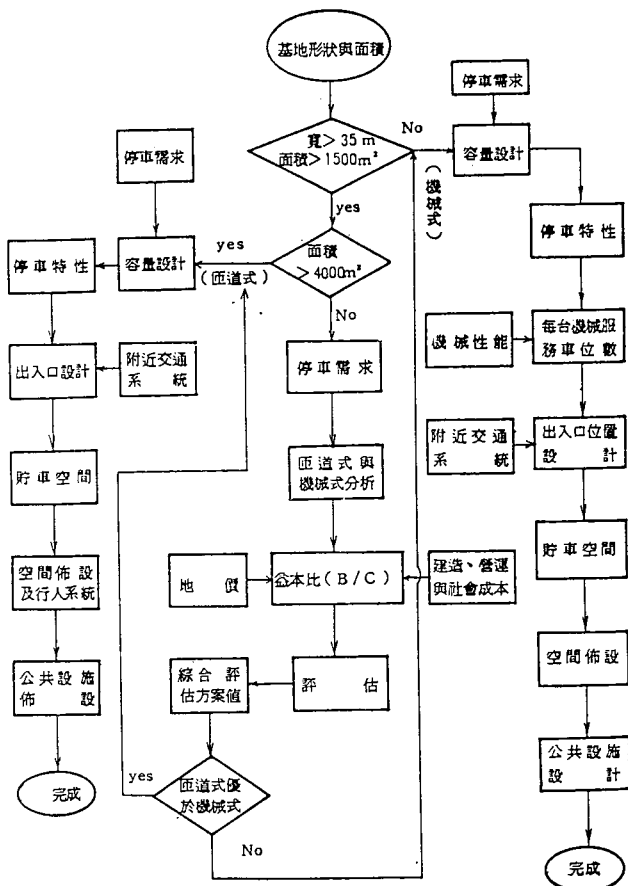 基地形狀與面積
寬＞35m
面積＞1500m²
No
(機械式)
停車需求
容量設計
停車特性
每台機械服
務車位數
機械性能
出入口位置
設計
附近交通
系統
貯車空間
空間佈設
公共設施
設計
完成
yes
面積
＞4000m²
yes
(匝道式)
停車需求
容量設計
停車特性
出入口設計
附近交通
系統
貯車空間
空間佈設
及行人系統
公共設施
佈設
完成
No
停車需求
匝道式與
機械式分析
益本比(B/C)
地價
建造、營運
與社會成本
評估
綜合評
估方案值
匝道式優
於機械式
yes
No